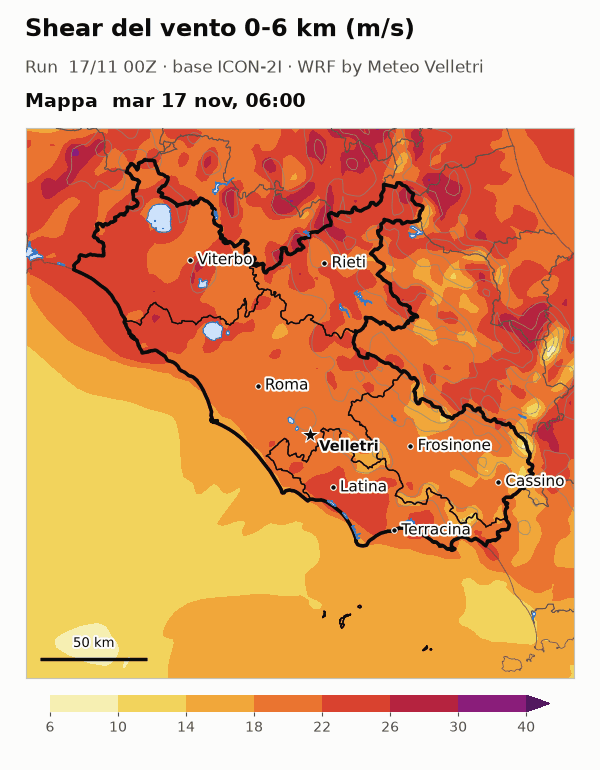 Shear del vento 0-6 km (m/s)
Run  17/11 00Z · base ICON-2I · WRF by Meteo Velletri
Mappa  mar 17 nov, 06:00
Viterbo
Rieti
Roma
Velletri
Frosinone
Latina
Cassino
Terracina
50 km
6 10 14 18 22 26 30 40